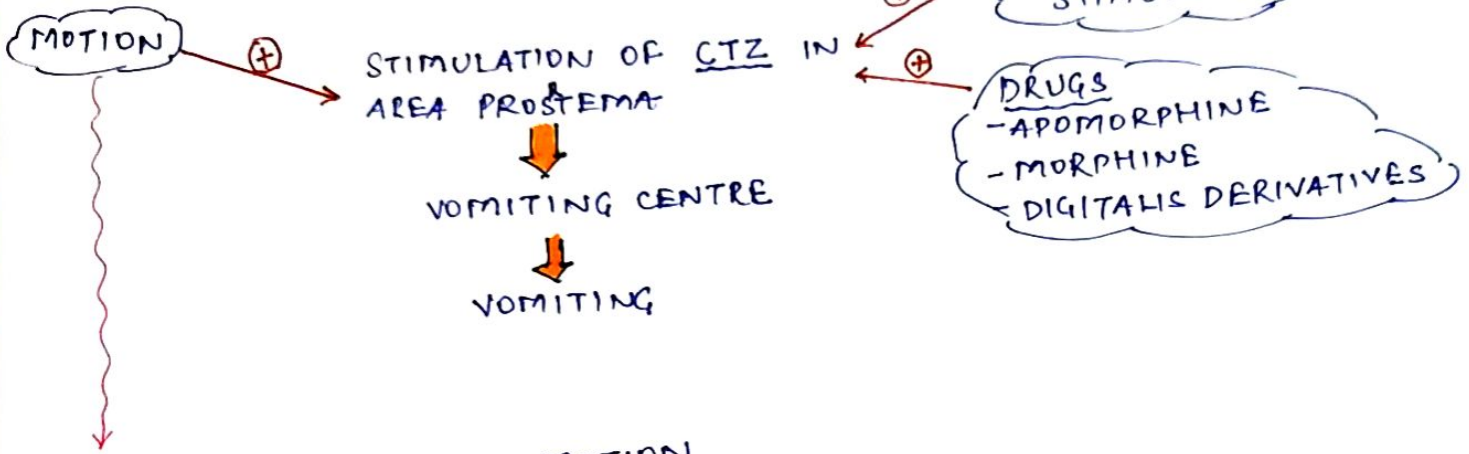 MOTION
+
STIMULATION OF CTZ IN
AREA PROSTEMA
VOMITING CENTRE
VOMITING
+
DRUGS
-APOMORPHINE
-MORPHINE
-DIGITALIS DERIVATIVES